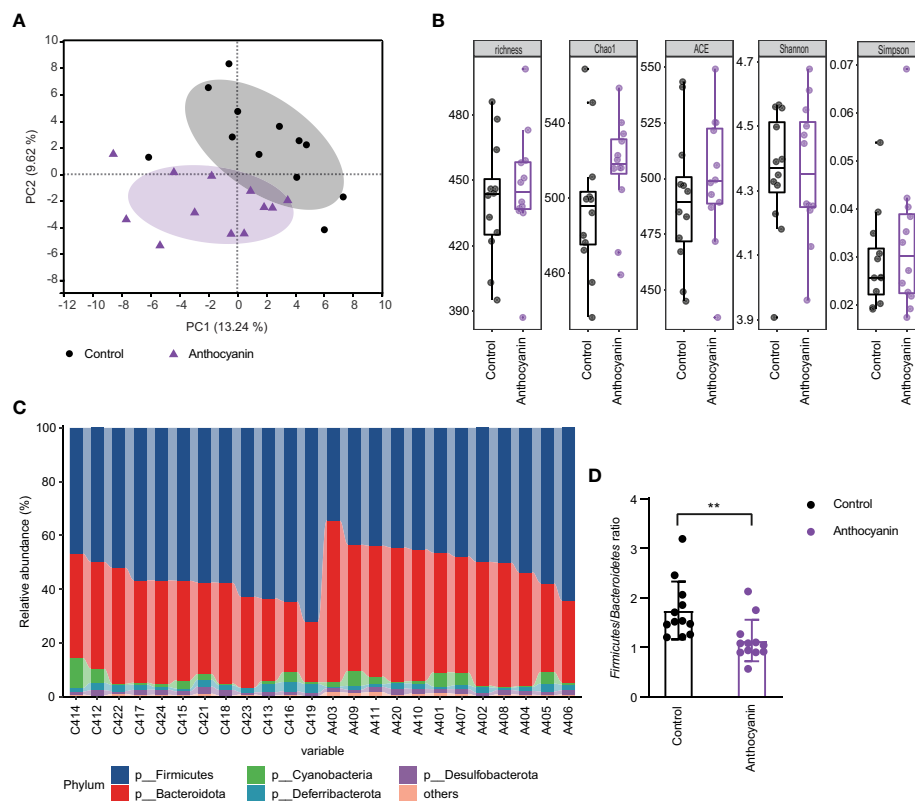 A
10
8
6
4
2
0
-2
-4
-6
-8
PC2 (9.62 %)
-12 -10 -8 -6 -4 -2 0 2 4 6 8 10
PC1 (13.24 %)
Control Anthocyanin
B
richness
480
450
420
390
Control
Anthocyanin
Chao1
540
500
460
Control
Anthocyanin
ACE
550
525
500
475
450
Control
Anthocyanin
Shannon
4.7
4.5
4.3
4.1
3.9
Control
Anthocyanin
Simpson
0.07
0.06
0.05
0.04
0.03
0.02
Control
Anthocyanin
C
100
80
60
40
20
0
Relative abundance (%)
C414 C412 C422 C417 C424 C415 C421 C418 C423 C413 C416 C419 A403 A409 A411 A420 A410 A401 A407 A402 A408 A404 A405 A406
variable
Phylum
p__Firmicutes p__Cyanobacteria p__Desulfobacterota
p__Bacteroidota p__Deferribacterota others
D
4
3
2
1
0
Firmicutes/Bacteroidetes ratio
**
Control
Anthocyanin
Control
Anthocyanin